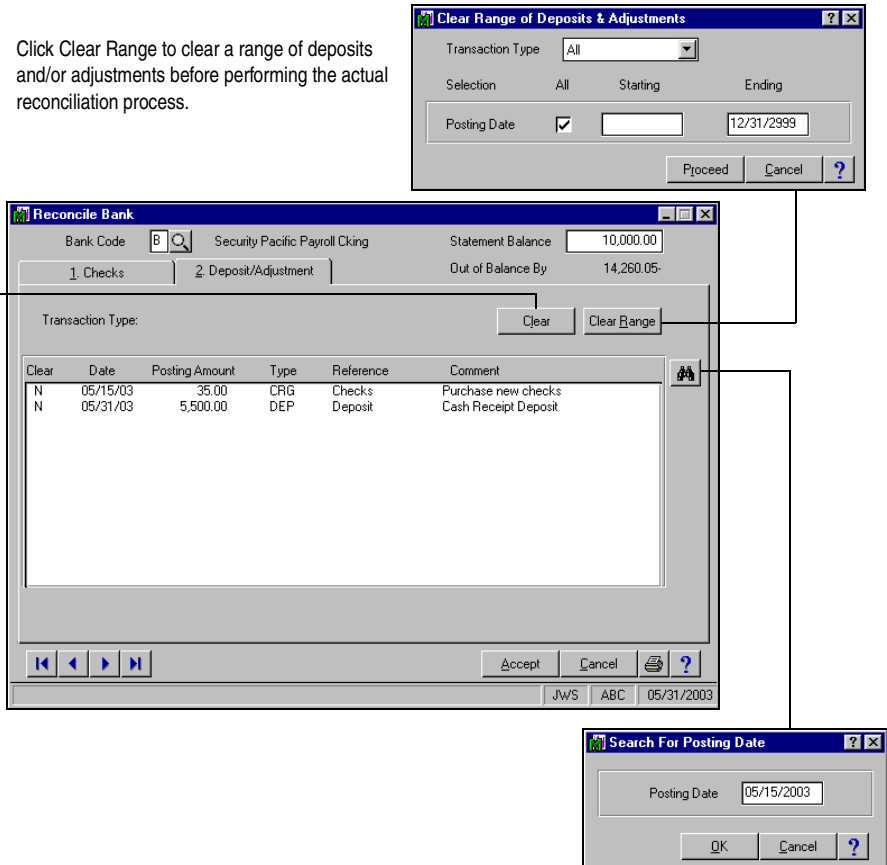 Click Clear Range to clear a range of deposits
and/or adjustments before performing the actual
reconciliation process.
Clear Range of Deposits & Adjustments
Transaction Type All
Selection All Starting Ending
Posting Date 12/31/2999
Proceed Cancel ?
Reconcile Bank
Bank Code B Security Pacific Payroll Cking Statement Balance 10,000.00
1. Checks 2. Deposit/Adjustment Out of Balance By 14,260.05-
Transaction Type: Clear Clear Range
Clear Date Posting Amount Type Reference Comment
N 05/15/03 35.00 CRG Checks Purchase new checks
N 05/31/03 5,500.00 DEP Deposit Cash Receipt Deposit
Accept Cancel ?
JWS ABC 05/31/2003
Search For Posting Date
Posting Date 05/15/2003
OK Cancel ?